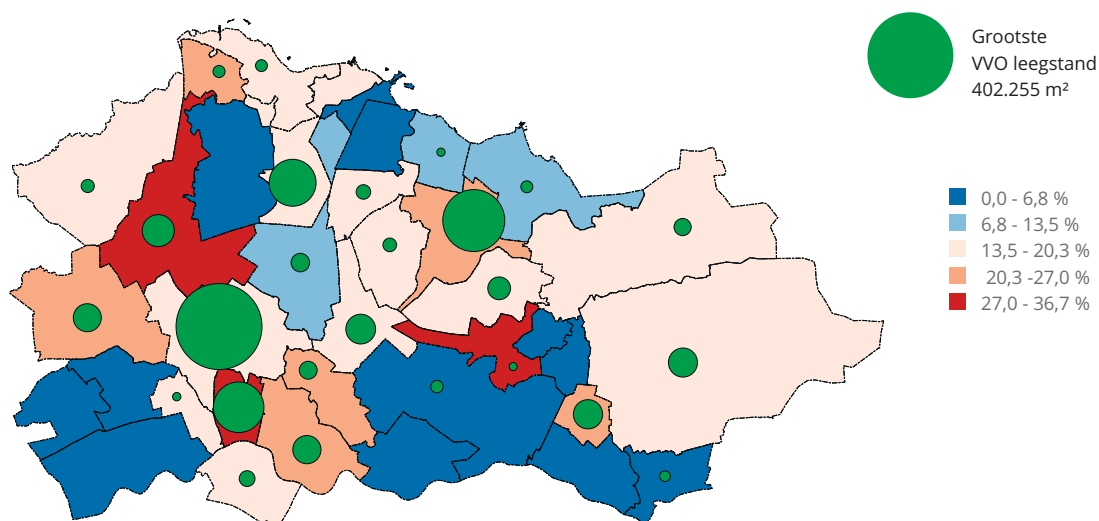 Grootste
VVO leegstand
402.255 m²
0,0 - 6,8 %
6,8 - 13,5 %
13,5 - 20,3 %
20,3 -27,0 %
27,0 - 36,7 %